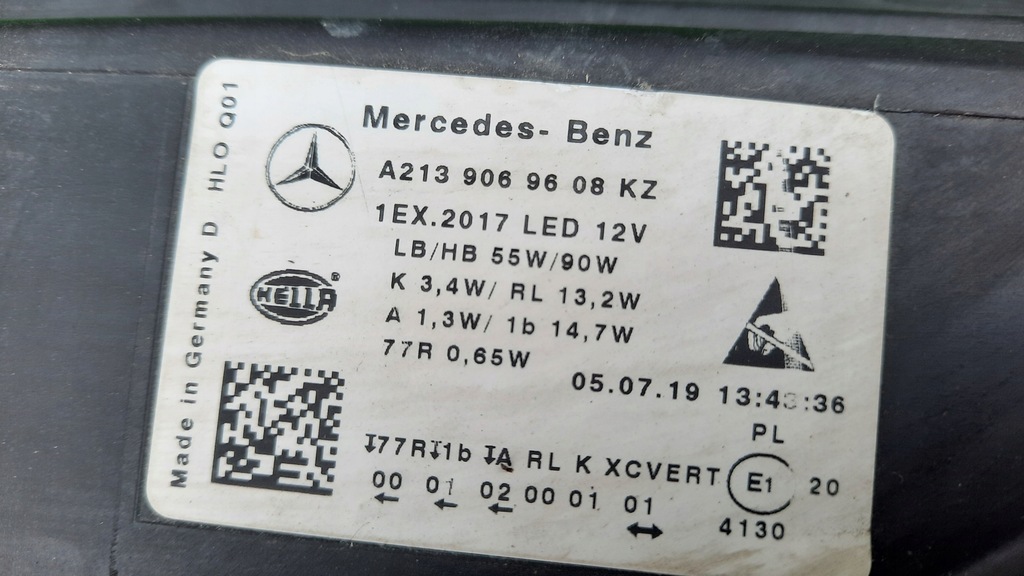 Mercedes- Benz
A213 906 96 08 KZ
1EX.2017 LED 12V
LB/HB 55W/90W
K 3,4W/ RL 13,2W
A 1,3W/ 1b 14,7W
77R 0,65W
05.07.19
PL
77R 1b A RL K XCVERT
00 01 02 00 01 01
E1 20
4130
HELLA®
Made in Germany D HLO Q01